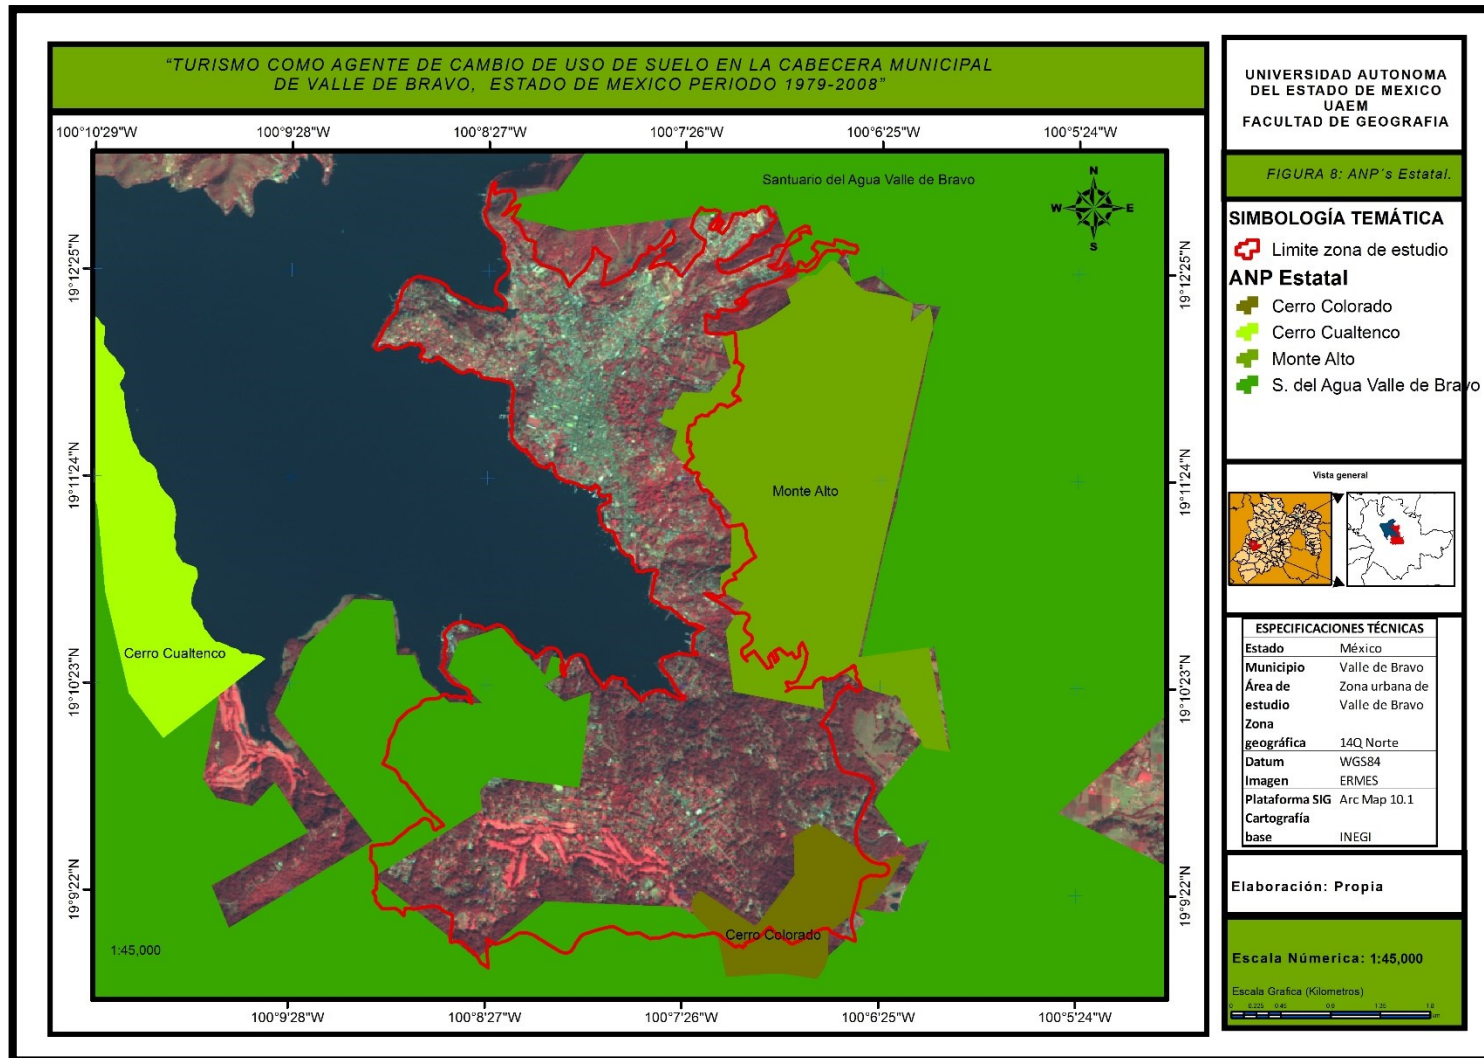 "TURISMO COMO AGENTE DE CAMBIO DE USO DE SUELO EN LA CABECERA MUNICIPAL
DE VALLE DE BRAVO, ESTADO DE MEXICO PERIODO 1979-2008"
100°10'29"W 100°9'28"W 100°8'27"W 100°7'26"W 100°6'25"W 100°5'24"W
Santuario del Agua Valle de Bravo
N
W E
S
19°12'25"N 19°12'25"N
19°11'24"N 19°11'24"N
Monte Alto
Cerro Cualtenco
19°10'23"N 19°10'23"N
19°9'22"N 19°9'22"N
Cerro Colorado
1:45,000
100°9'28"W 100°8'27"W 100°7'26"W 100°6'25"W 100°5'24"W
UNIVERSIDAD AUTONOMA
DEL ESTADO DE MEXICO
UAEM
FACULTAD DE GEOGRAFIA
FIGURA 8: ANP's Estatal.
SIMBOLOGÍA TEMÁTICA
Limite zona de estudio
ANP Estatal
Cerro Colorado
Cerro Cualtenco
Monte Alto
S. del Agua Valle de Bravo
Vista general
ESPECIFICACIONES TÉCNICAS
Estado México
Municipio Valle de Bravo
Área de Zona urbana de
estudio Valle de Bravo
Zona
geográfica 14Q Norte
Datum WGS84
Imagen ERMES
Plataforma SIG Arc Map 10.1
Cartografía
base INEGI
Elaboración: Propia
Escala Númerica: 1:45,000
Escala Grafica (Kilometros)
0 0.225 0.45 0.9